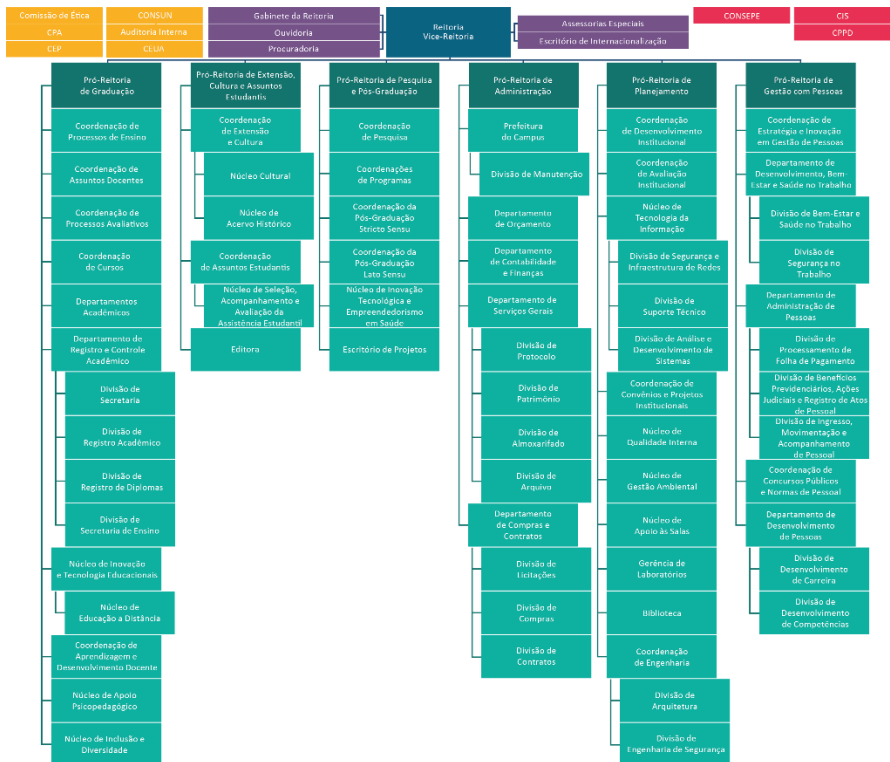 Comissão de Ética
CONSUN
CPA
Auditoria Interna
CEP
CEUA
Gabinete da Reitoria
Ouvidoria
Procuradoria
Reitoria
Vice-Reitoria
Assessorias Especiais
Escritório de Internacionalização
CONSEPE
CIS
CPPD
Pró-Reitoria
de Graduação
Coordenação de
Processos de Ensino
Coordenação de
Assuntos Docentes
Coordenação de
Processos Avaliativos
Coordenação
de Cursos
Departamentos
Acadêmicos
Departamento de
Registro e Controle
Acadêmico
Divisão de
Secretaria
Divisão de
Registro Acadêmico
Divisão de
Registro de Diplomas
Divisão de
Secretaria de Ensino
Núcleo de Inovação
e Tecnologia Educacionais
Núcleo de
Educação a Distância
Coordenação de
Aprendizagem e
Desenvolvimento Docente
Núcleo de Apoio
Psicopedagógico
Núcleo de Inclusão e
Diversidade
Pró-Reitoria de Extensão,
Cultura e Assuntos
Estudantis
Coordenação
de Extensão
e Cultura
Núcleo Cultural
Núcleo de
Acervo Histórico
Coordenação
de Assuntos Estudantis
Núcleo de Seleção,
Acompanhamento e
Avaliação da
Assistência Estudantil
Editora
Pró-Reitoria de Pesquisa
e Pós-Graduação
Coordenação
de Pesquisa
Coordenações
de Programas
Coordenação da
Pós-Graduação
Stricto Sensu
Coordenação da
Pós-Graduação
Lato Sensu
Núcleo de Inovação
Tecnológica e
Empreendedorismo
em Saúde
Escritório de Projetos
Pró-Reitoria de
Administração
Prefeitura
do Campus
Divisão de Manutenção
Departamento
de Orçamento
Departamento
de Contabilidade
e Finanças
Departamento de
Serviços Gerais
Divisão de
Protocolo
Divisão de
Patrimônio
Divisão de
Almoxarifado
Divisão de
Arquivo
Departamento
de Compras e
Contratos
Divisão de
Licitações
Divisão de
Compras
Divisão de
Contratos
Pró-Reitoria de
Planejamento
Coordenação
de Desenvolvimento
Institucional
Coordenação
de Avaliação
Institucional
Núcleo de
Tecnologia da
Informação
Divisão de Segurança e
Infraestrutura de Redes
Divisão de
Suporte Técnico
Divisão de Análise e
Desenvolvimento de
Sistemas
Coordenação de
Convênios e Projetos
Institucionais
Núcleo de
Qualidade Interna
Núcleo de
Gestão Ambiental
Núcleo de
Apoio às Salas
Gerência de
Laboratórios
Biblioteca
Coordenação
de Engenharia
Divisão de
Arquitetura
Divisão de
Engenharia de Segurança
Pró-Reitoria de
Gestão com Pessoas
Coordenação de
Estratégia e Inovação
em Gestão de Pessoas
Departamento de
Desenvolvimento, Bem-
Estar e Saúde no Trabalho
Divisão de Bem-Estar e
Saúde no Trabalho
Divisão de
Segurança no
Trabalho
Departamento de
Administração de
Pessoas
Divisão de
Processamento de
Folha de Pagamento
Divisão de Benefícios
Previdenciários, Ações
Judiciais e Registro de Atos
de Pessoal
Divisão de Ingresso,
Movimentação e
Acompanhamento
de Pessoal
Coordenação de
Concursos Públicos
e Normas de Pessoal
Departamento de
Desenvolvimento
de Pessoas
Divisão de
Desenvolvimento
de Carreira
Divisão de
Desenvolvimento
de Competências